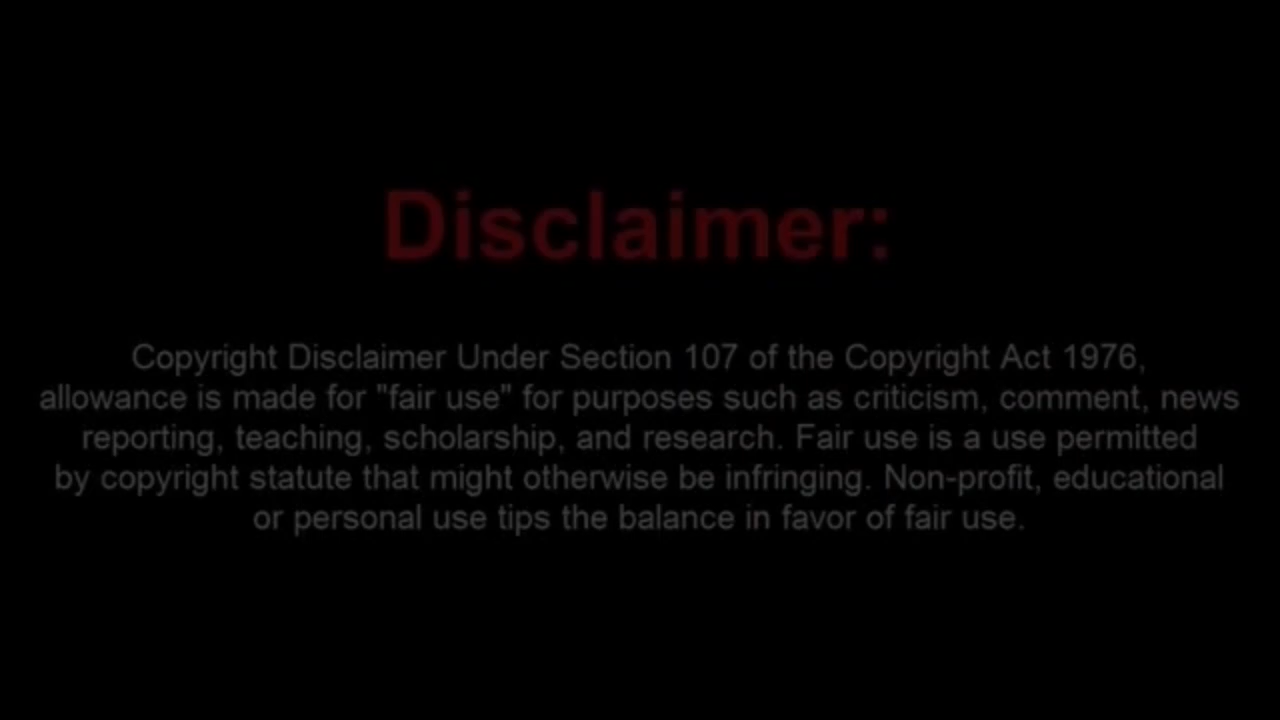 Disclaimer:
Copyright Disclaimer Under Section 107 of the Copyright Act 1976,
allowance is made for "fair use" for purposes such as criticism, comment, news
reporting, teaching, scholarship, and research. Fair use is a use permitted
by copyright statute that might otherwise be infringing. Non-profit, educational
or personal use tips the balance in favor of fair use.